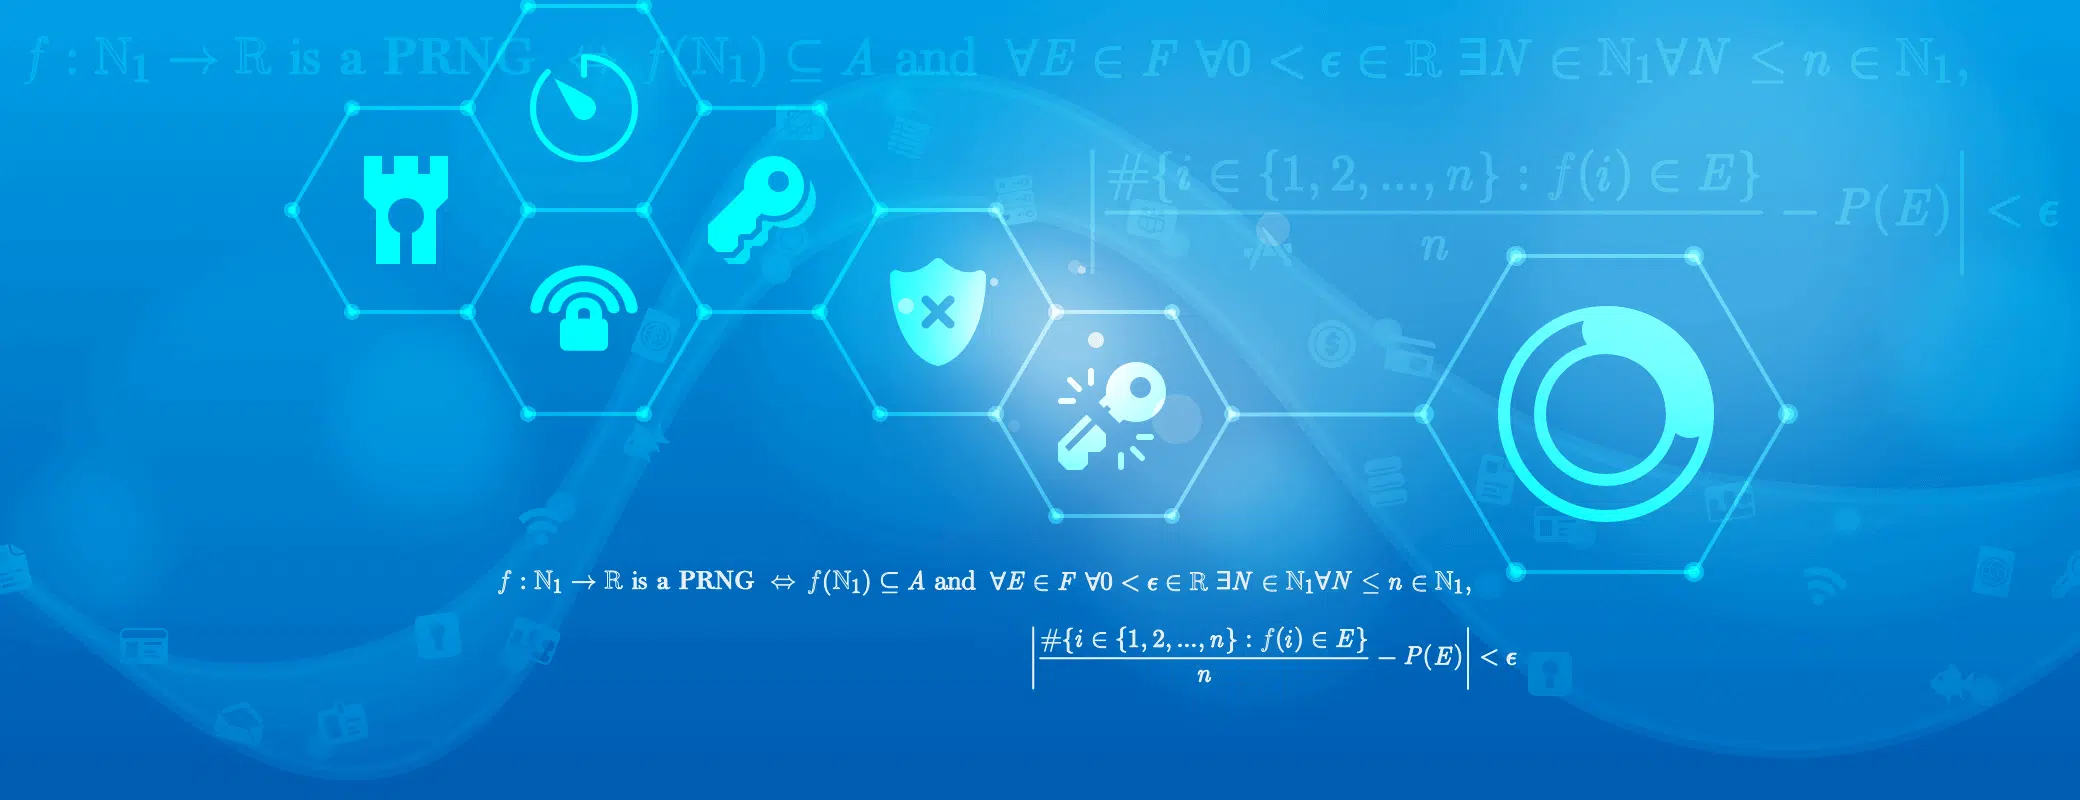 f : ℕ₁ → ℝ is a PRNG ⇔ f(ℕ₁) ⊆ A and ∀E ∈ F ∀0 < ϵ ∈ ℝ ∃N ∈ ℕ₁∀N ≤ n ∈ ℕ₁,
|#{i ∈ {1, 2, ..., n} : f(i) ∈ E}/n − P(E)| < ϵ
f : ℕ₁ → ℝ is a PRNG ⇔ f(ℕ₁) ⊆ A and ∀E ∈ F ∀0 < ϵ ∈ ℝ ∃N ∈ ℕ₁∀N ≤ n ∈ ℕ₁,
|#{i ∈ {1, 2, ..., n} : f(i) ∈ E}/n − P(E)| < ϵ